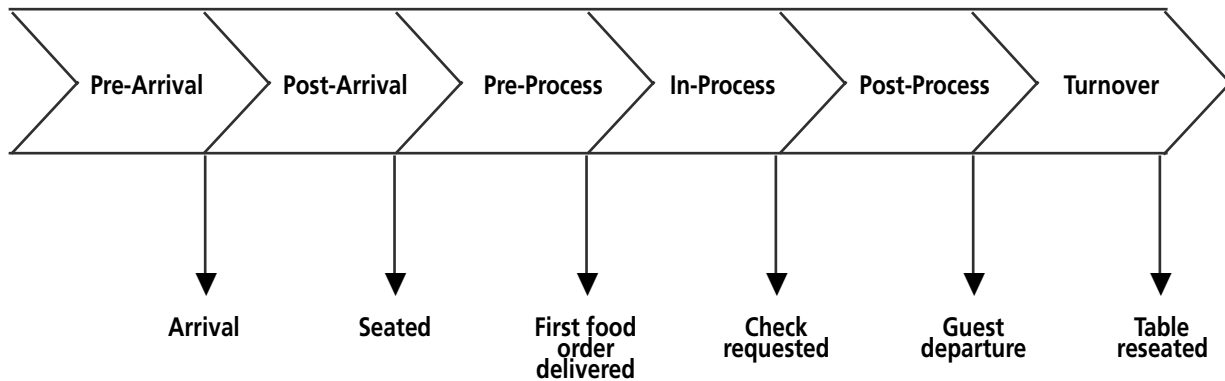 Pre-Arrival
Post-Arrival
Pre-Process
In-Process
Post-Process
Turnover
Arrival
Seated
First food
order
delivered
Check
requested
Guest
departure
Table
reseated